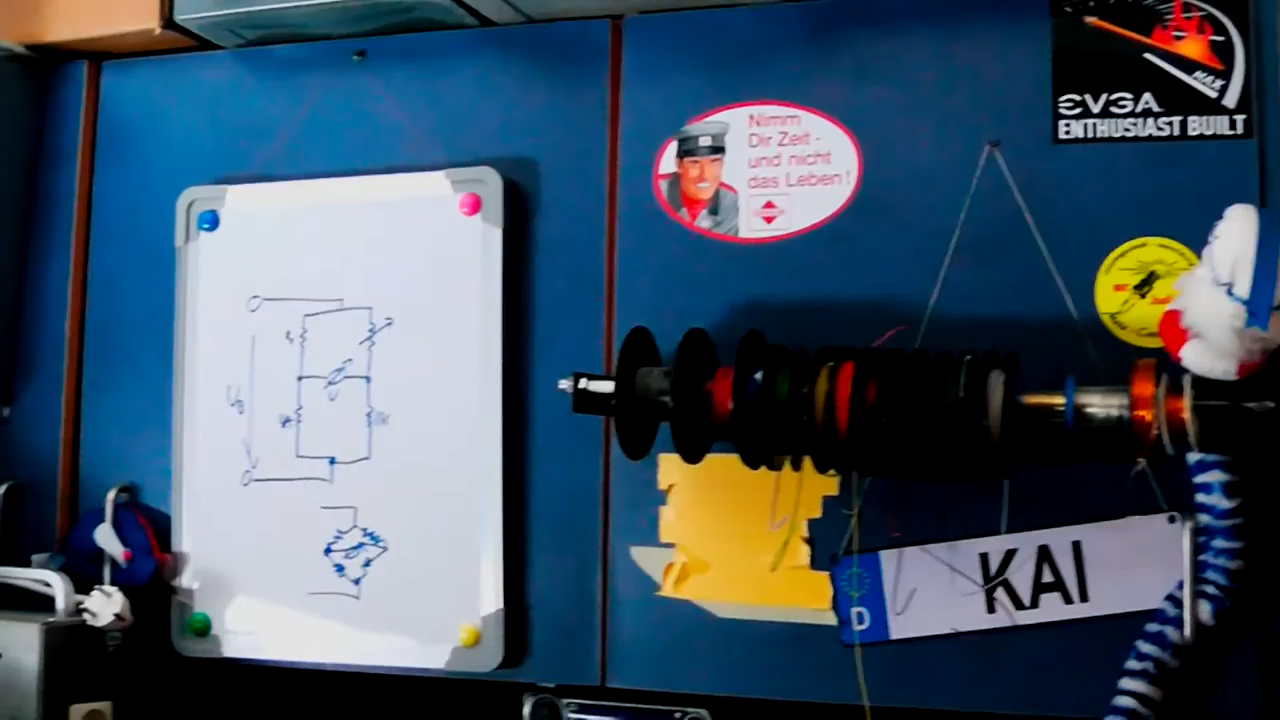 Nimm
Dir Zeit -
und nicht
das Leben!
MAX
EVGA
ENTHUSIAST BUILT
D
KAI